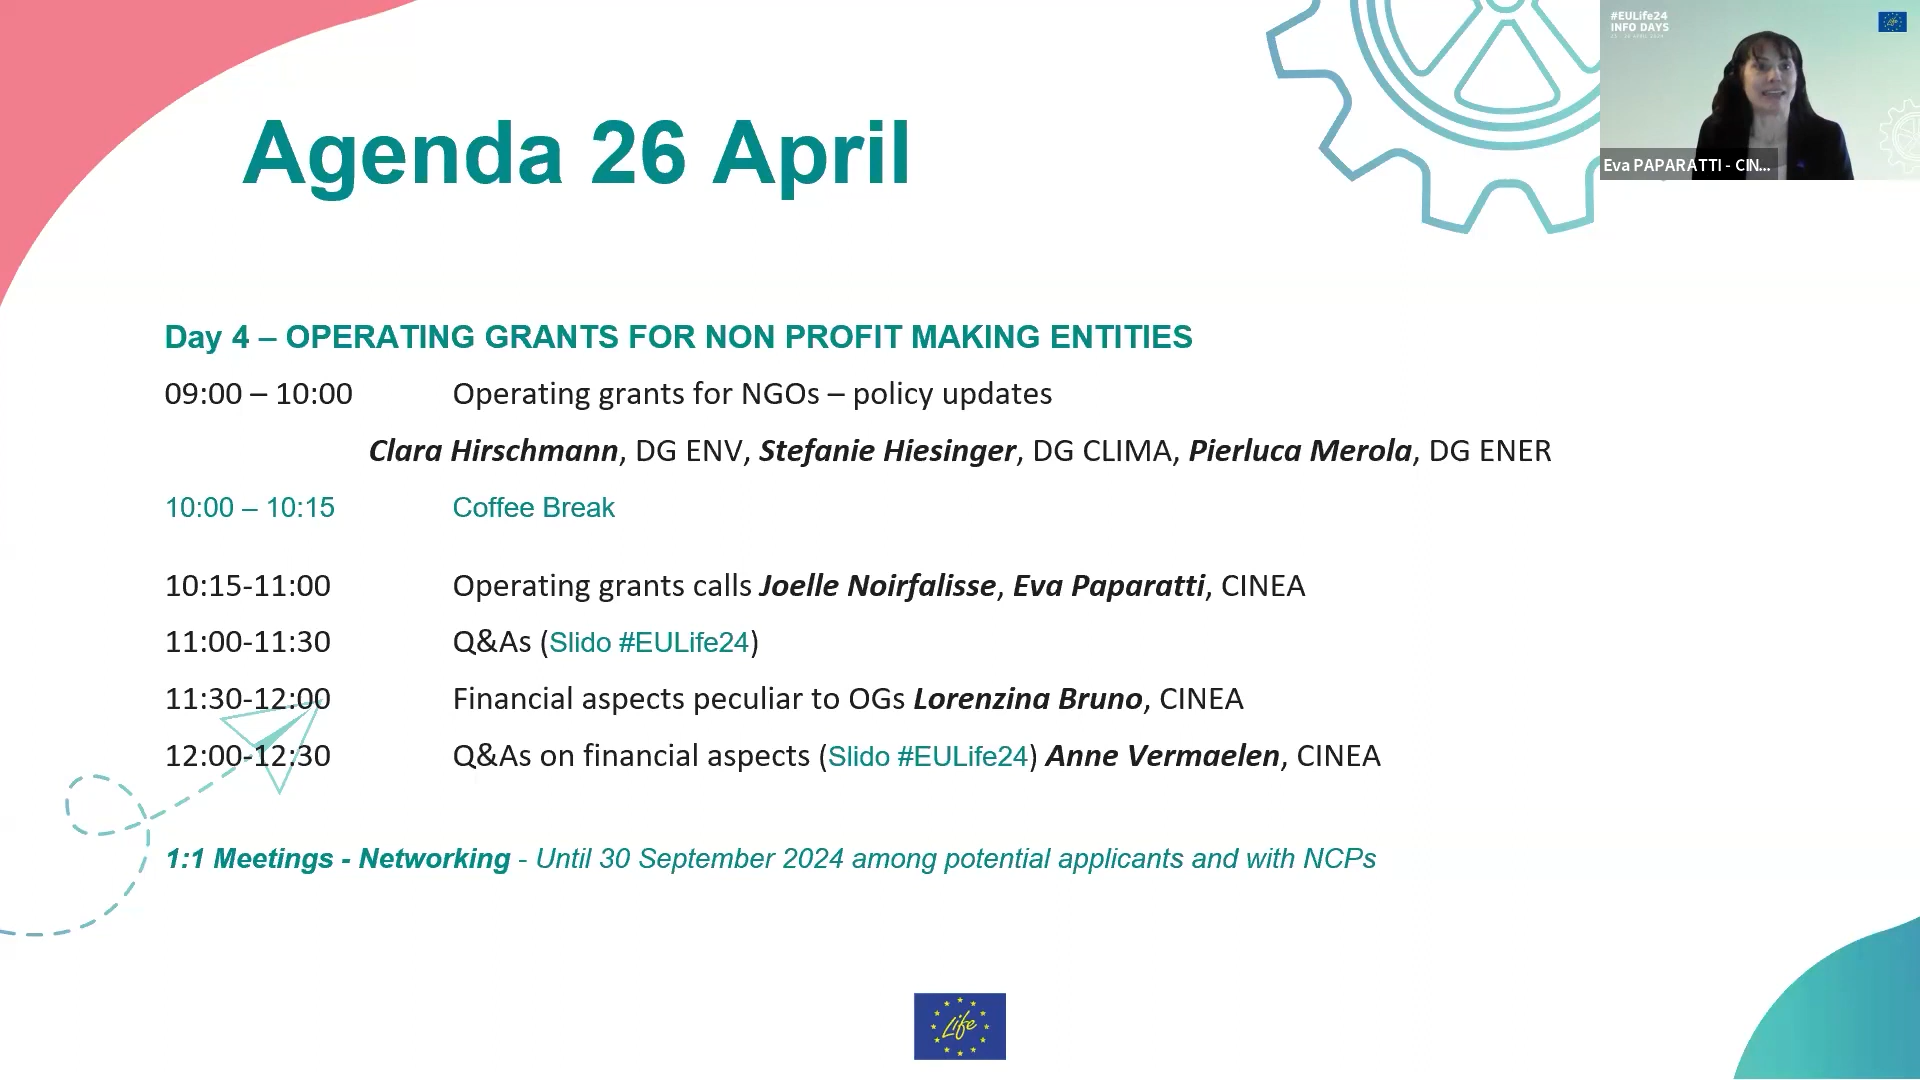 #EULife24
INFO DAYS
Eva PAPARATTI - CIN...
Agenda 26 April
Day 4 – OPERATING GRANTS FOR NON PROFIT MAKING ENTITIES
09:00 – 10:00 Operating grants for NGOs – policy updates
Clara Hirschmann, DG ENV, Stefanie Hiesinger, DG CLIMA, Pierluca Merola, DG ENER
10:00 – 10:15 Coffee Break
10:15-11:00 Operating grants calls Joelle Noirfalisse, Eva Paparatti, CINEA
11:00-11:30 Q&As (Slido #EULife24)
11:30-12:00 Financial aspects peculiar to OGs Lorenzina Bruno, CINEA
12:00-12:30 Q&As on financial aspects (Slido #EULife24) Anne Vermaelen, CINEA
1:1 Meetings - Networking - Until 30 September 2024 among potential applicants and with NCPs
Life